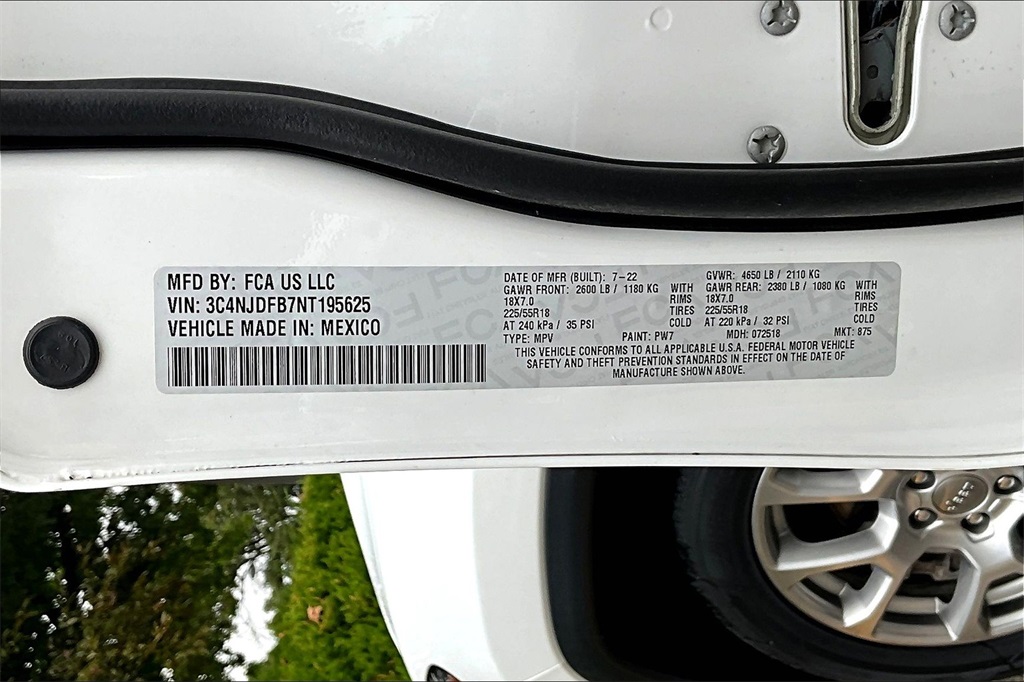 MFD BY: FCA US LLC
VIN: 3C4NJDFB7NT195625
VEHICLE MADE IN: MEXICO
DATE OF MFR (BUILT): 7-22 GVWR: 4650 LB / 2110 KG
GAWR FRONT: 2600 LB / 1180 KG WITH GAWR REAR: 2380 LB / 1080 KG WITH
18X7.0 RIMS 18X7.0 RIMS
225/55R18 TIRES 225/55R18 TIRES
AT 240 kPa / 35 PSI COLD AT 220 kPa / 32 PSI COLD
TYPE: MPV PAINT: PW7 MDH: 072518 MKT: 875
THIS VEHICLE CONFORMS TO ALL APPLICABLE U.S.A. FEDERAL MOTOR VEHICLE
SAFETY AND THEFT PREVENTION STANDARDS IN EFFECT ON THE DATE OF
MANUFACTURE SHOWN ABOVE.
Jeep